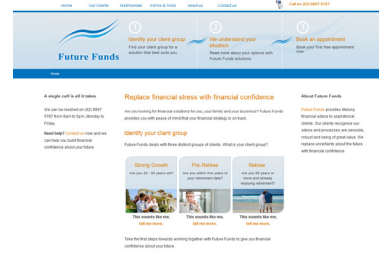 Home Our Clients Testimonials Forms & Tools About us Contact us Call us! (02) 8897 9797
1 2 3
Identify your client group
Find your client group for a
solution that best suits you
We understand your
situation
Read more about your options with
Future Funds solutions.
Book an appointment
Book your first free appointment
now.
Future Funds
Home
A single call is all it takes
We can be reached on (02) 8897
9797 from 9am to 5pm, Monday to
Friday.
Need help? Contact us now and we
can help you build financial
confidence about your future.
Replace financial stress with financial confidence
Are you looking for financial solutions for you, your family and your business? Future Funds
provides you with peace of mind that your financial strategy is on track.
Identify your client group
Future Funds deals with three distinct groups of clients. What is your client group?
Strong Growth
Are you 30 - 55 years old?
This sounds like me.
tell me more.
Pre-Retiree
Are you within five years of
your retirement date?
This sounds like me.
tell me more.
Retiree
Are you 55 years or
more and already
enjoying retirement?
This sounds like me.
tell me more.
Take the first steps towards working together with Future Funds to give you financial
confidence about your future.
About Future Funds
Future Funds provides lifelong
financial advice to aspirational
clients. Our clients recognise our
advice and processes are sensible,
robust and being of great value. We
replace uncertainty about the future
with financial confidence.